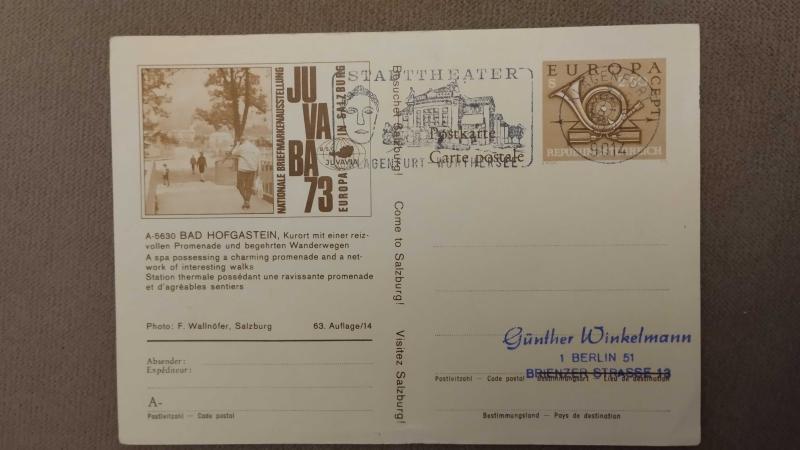 NATIONALE BRIEFMARKENAUSSTELLUNG
JU
VA
BA
73
EUROPA IN SALZBURG
JUVAVIA
A-5630 BAD HOFGASTEIN, Kurort mit einer reiz-
vollen Promenade und begehrten Wanderwegen
A spa possessing a charming promenade and a net-
work of interesting walks
Station thermale possédant une ravissante promenade
et d'agréables sentiers
Photo: F. Wallnöfer, Salzburg 63. Auflage/14
Absender:
Expéditeur:
A-
Postleitzahl — Code postal
Besuchet Salzburg! Come to Salzburg! Visitez Salzburg!
STADTTHEATER
Postkarte
Carte postale
KLAGENFURT-WÖRTHERSEE
EUROPA
CEPT
S
REPUBLIK ÖSTERREICH
9014
Günther Winkelmann
1 BERLIN 51
BRIENZER STRASSE 13
Postleitzahl — Code postal Bestimmungsort — Lieu de destination
Bestimmungsland — Pays de destination